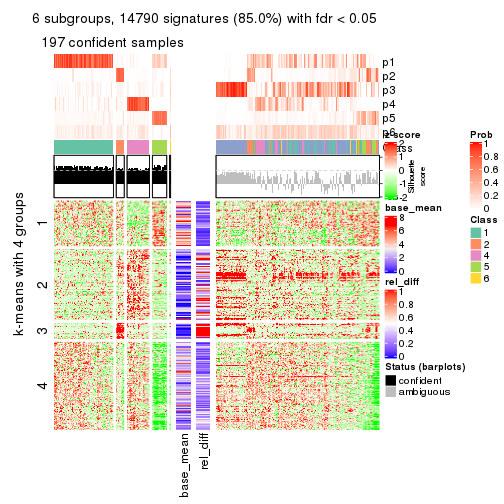 6 subgroups, 14790 signatures (85.0%) with fdr < 0.05
197 confident samples
p1
p2
p3
p4
p5
p6
Class
Silhouette
score
k-means with 4 groups
1
2
3
4
base_mean
rel_diff
z-score
2
1
0
-1
-2
base_mean
8
6
4
2
0
rel_diff
1
0.8
0.6
0.4
0.2
0
Status (barplots)
confident
ambiguous
Prob
1
0.8
0.6
0.4
0.2
0
Class
1
2
4
5
6